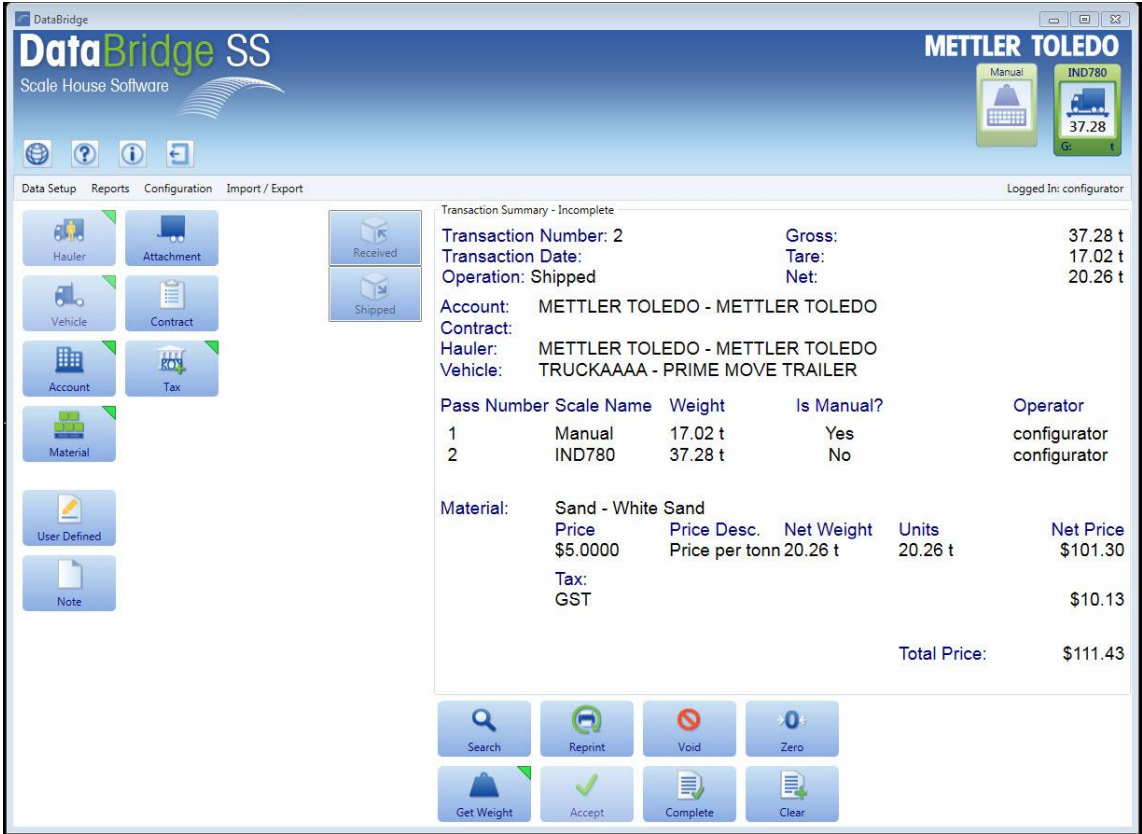 DataBridge
DataBridge SS
Scale House Software
METTLER TOLEDO
Manual
IND780
37.28
G: t
Data Setup Reports Configuration Import / Export
Logged In: configurator
Hauler
Attachment
Vehicle
Contract
Account
Tax
Material
User Defined
Note
Received
Shipped
Transaction Summary - Incomplete
Transaction Number: 2 Gross: 37.28 t
Transaction Date: Tare: 17.02 t
Operation: Shipped Net: 20.26 t
Account: METTLER TOLEDO - METTLER TOLEDO
Contract:
Hauler: METTLER TOLEDO - METTLER TOLEDO
Vehicle: TRUCKAAAA - PRIME MOVE TRAILER
Pass Number Scale Name Weight Is Manual? Operator
1 Manual 17.02 t Yes configurator
2 IND780 37.28 t No configurator
Material: Sand - White Sand
Price Price Desc. Net Weight Units Net Price
$5.0000 Price per tonn 20.26 t 20.26 t $101.30
Tax:
GST $10.13
Total Price: $111.43
Search
Reprint
Void
0
Zero
Get Weight
Accept
Complete
Clear